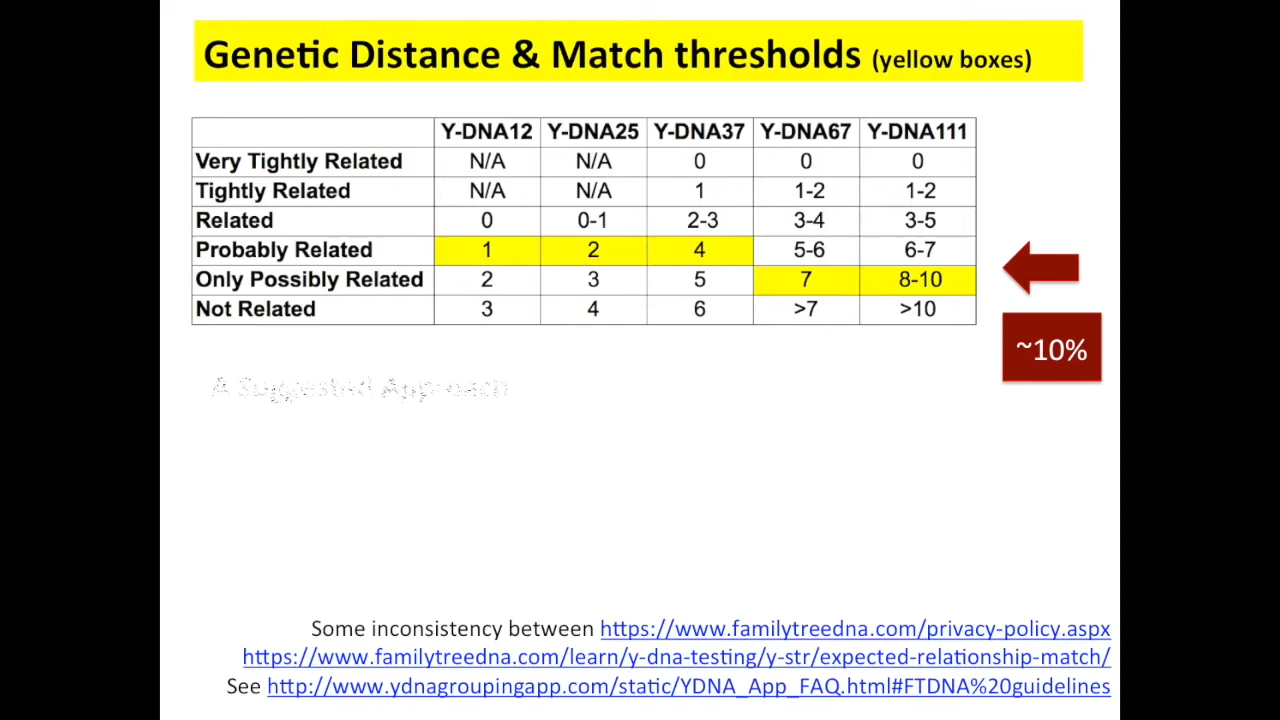 Genetic Distance & Match thresholds (yellow boxes)
Y-DNA12 Y-DNA25 Y-DNA37 Y-DNA67 Y-DNA111
Very Tightly Related N/A N/A 0 0 0
Tightly Related N/A N/A 1 1-2 1-2
Related 0 0-1 2-3 3-4 3-5
Probably Related 1 2 4 5-6 6-7
Only Possibly Related 2 3 5 7 8-10
Not Related 3 4 6 >7 >10
~10%
A Suggested Approach
Some inconsistency between https://www.familytreedna.com/privacy-policy.aspx
https://www.familytreedna.com/learn/y-dna-testing/y-str/expected-relationship-match/
See http://www.ydnagroupingapp.com/static/YDNA_App_FAQ.html#FTDNA%20guidelines